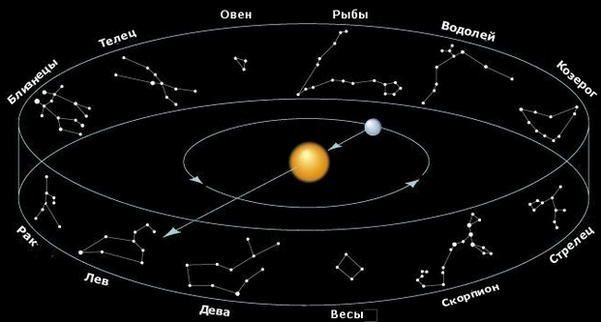 Овен
Рыбы
Водолей
Телец
Козерог
Близнецы
Рак
Лев
Дева
Весы
Скорпион
Стрелец